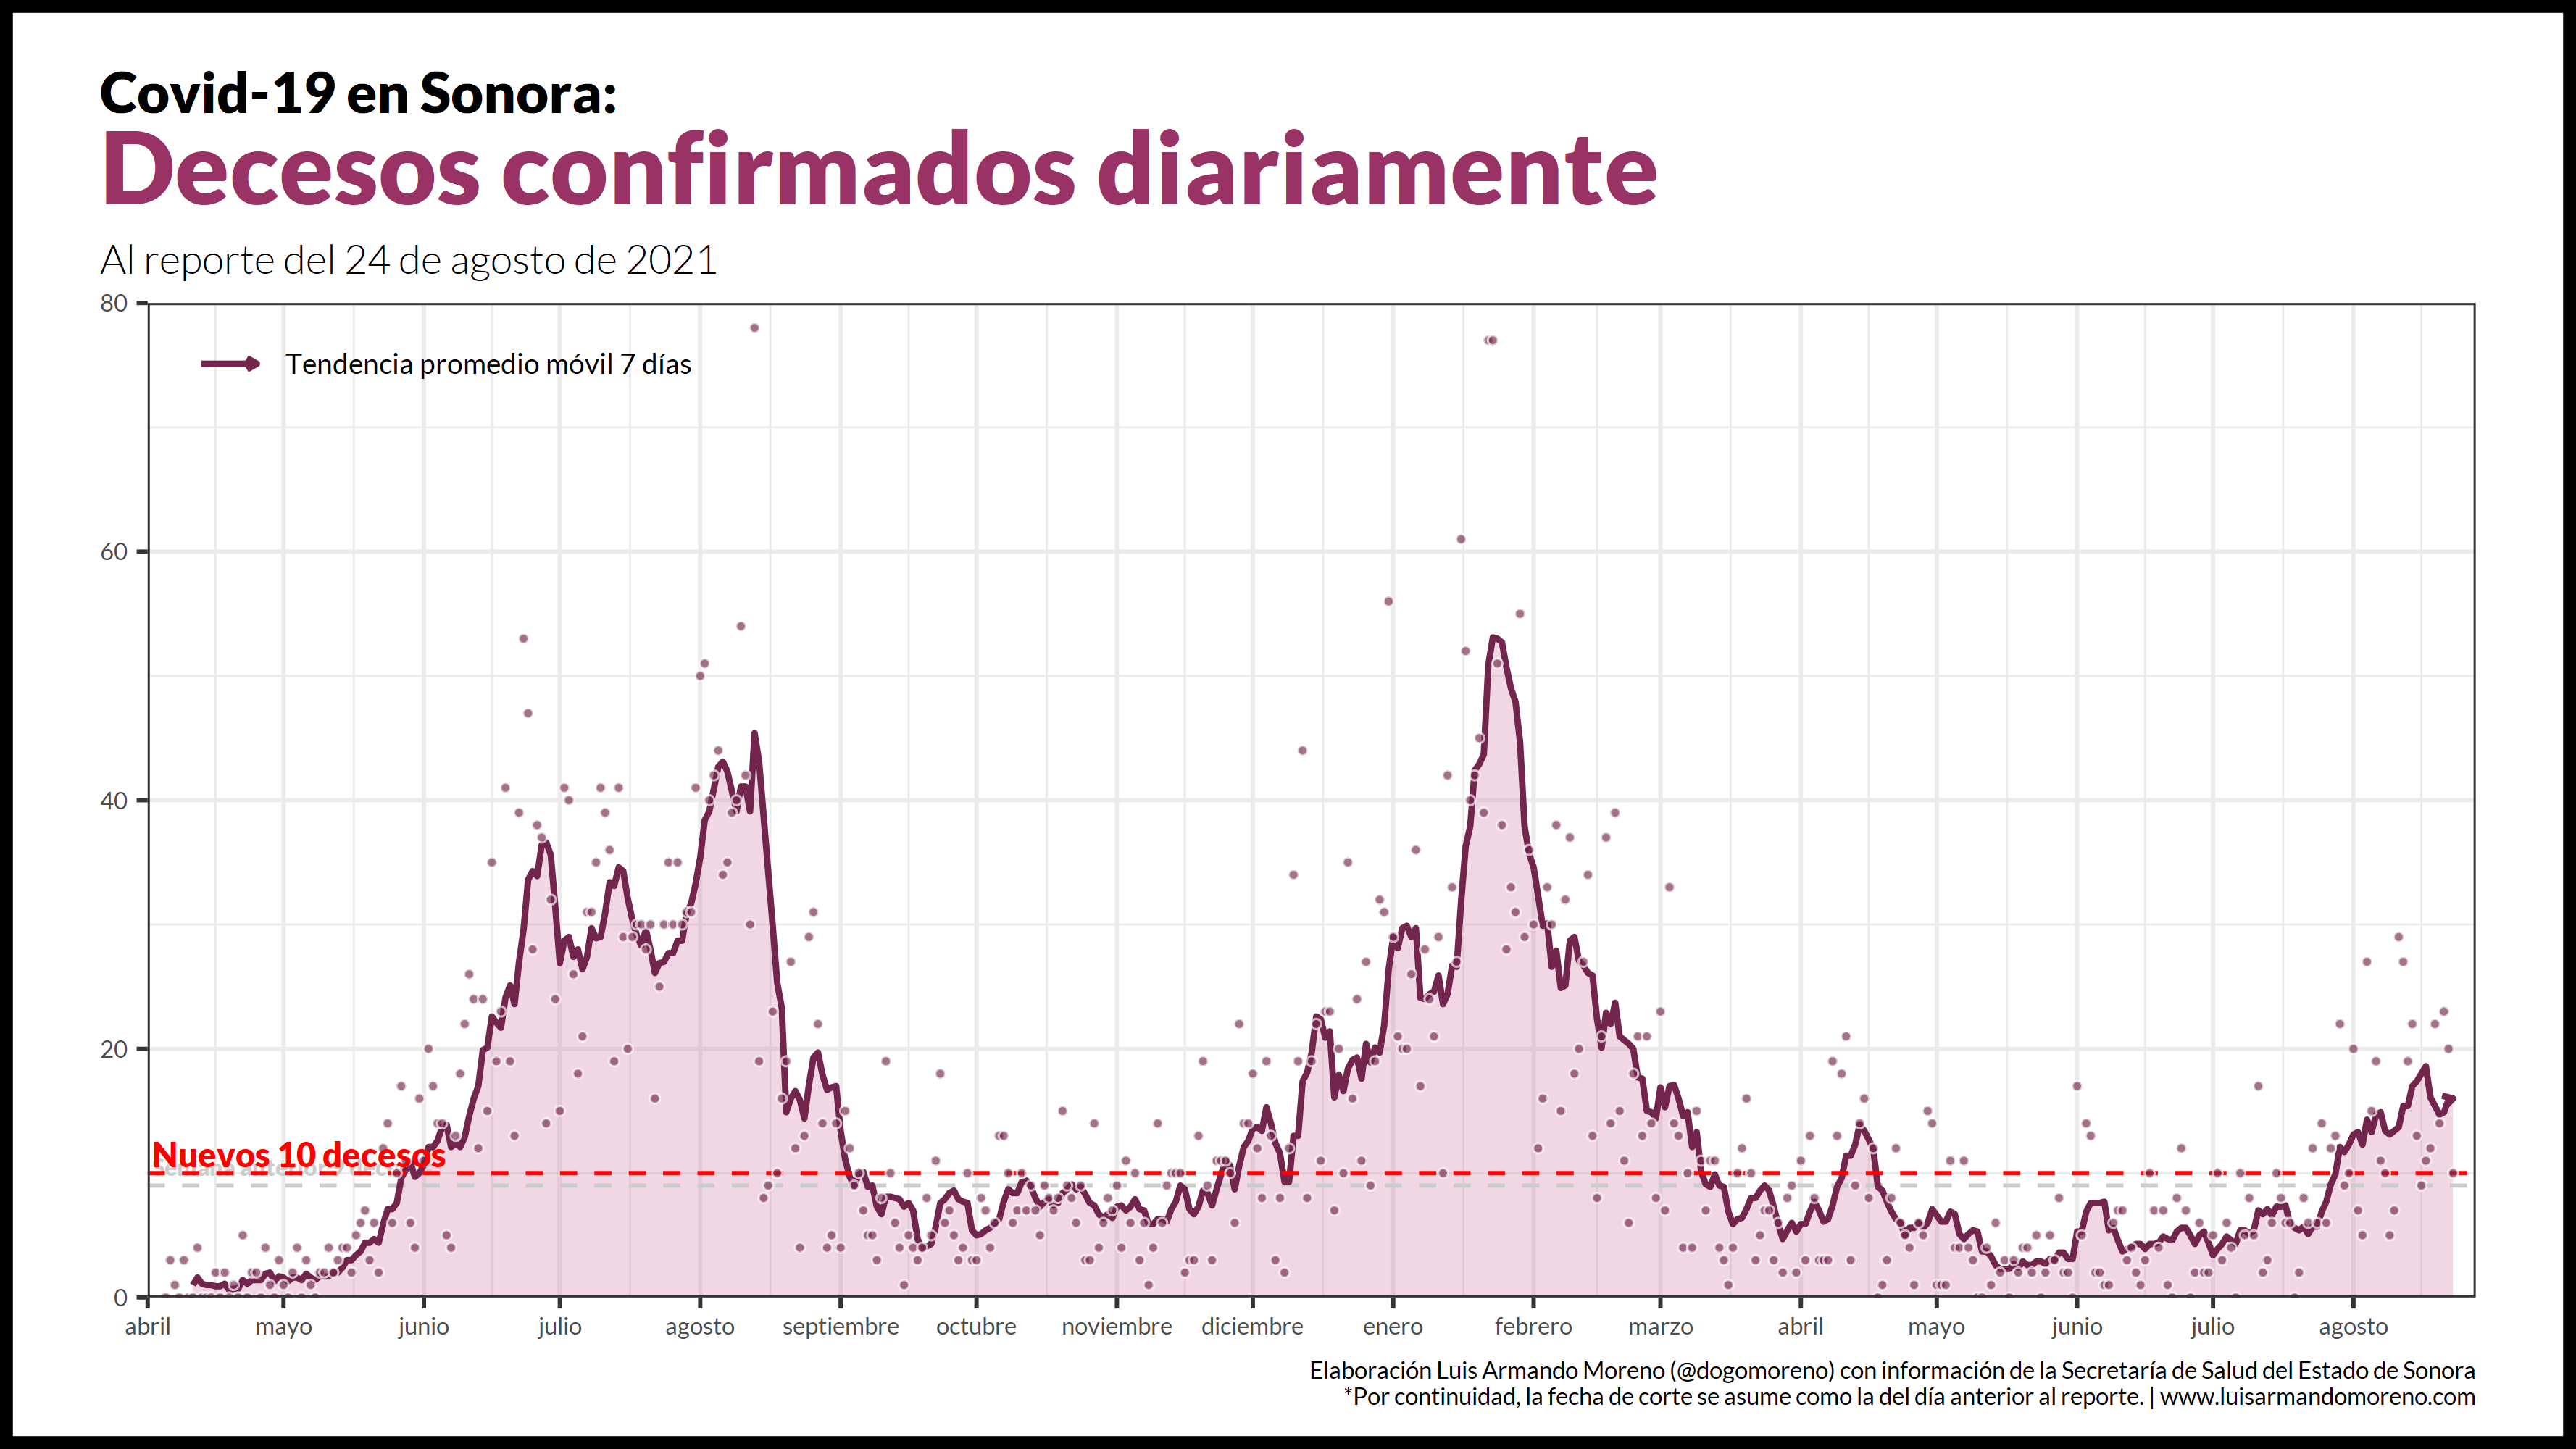 Covid-19 en Sonora:
Decesos confirmados diariamente
Al reporte del 24 de agosto de 2021
80
Tendencia promedio móvil 7 días
60
40
20
Nuevos 10 decesos
0
abril mayo junio julio agosto septiembre octubre noviembre diciembre enero febrero marzo abril mayo junio julio agosto
Elaboración Luis Armando Moreno (@dogomoreno) con información de la Secretaría de Salud del Estado de Sonora
*Por continuidad, la fecha de corte se asume como la del día anterior al reporte. | www.luisarmandomoreno.com